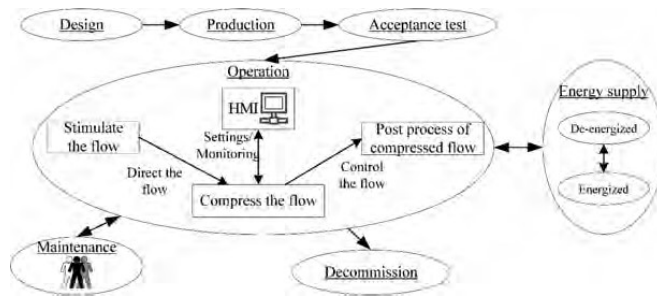 Design
Production
Acceptance test
Operation
HMI
Energy supply
Stimulate
the flow
Settings/
Monitoring
Post process of
compressed flow
De-energized
Direct the
flow
Control
the flow
Compress the flow
Energized
Maintenance
Decommission